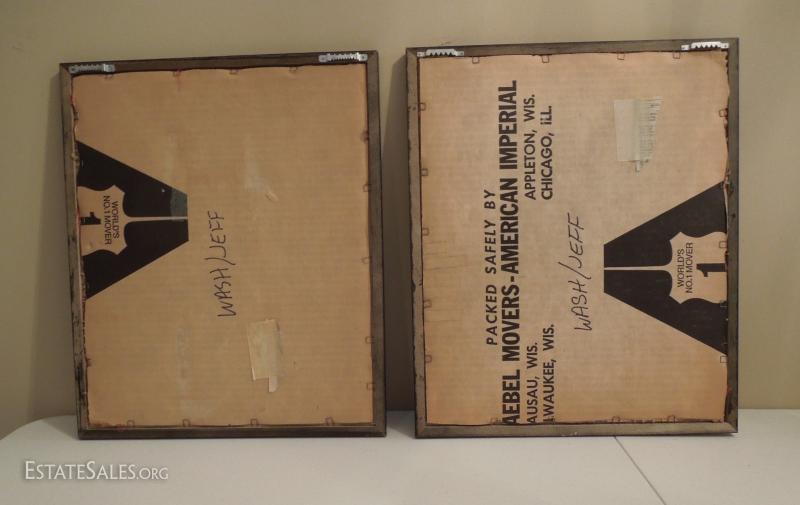 WORLD'S
NO.1 MOVER
1
WASH/JEFF
PACKED SAFELY BY
AEBEL MOVERS-AMERICAN IMPERIAL
AUSAU, WIS.
APPLETON, WIS.
LWAUKEE, WIS.
CHICAGO, ILL.
WASH/JEFF
WORLD'S
NO.1 MOVER
1
ESTATESALES.ORG